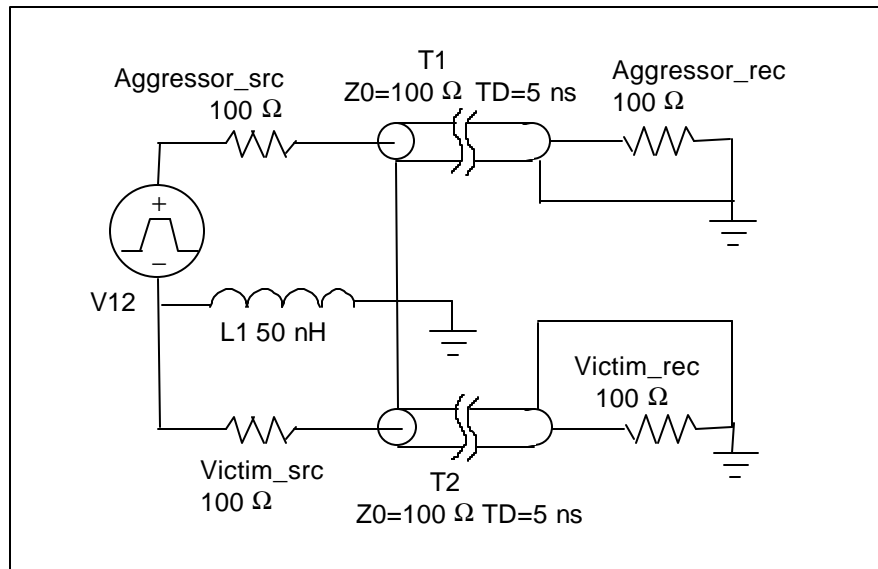 T1
Z0=100 Ω TD=5 ns
Aggressor_src
100 Ω
Aggressor_rec
100 Ω
+
−
V12
L1 50 nH
Victim_rec
100 Ω
Victim_src
100 Ω
T2
Z0=100 Ω TD=5 ns